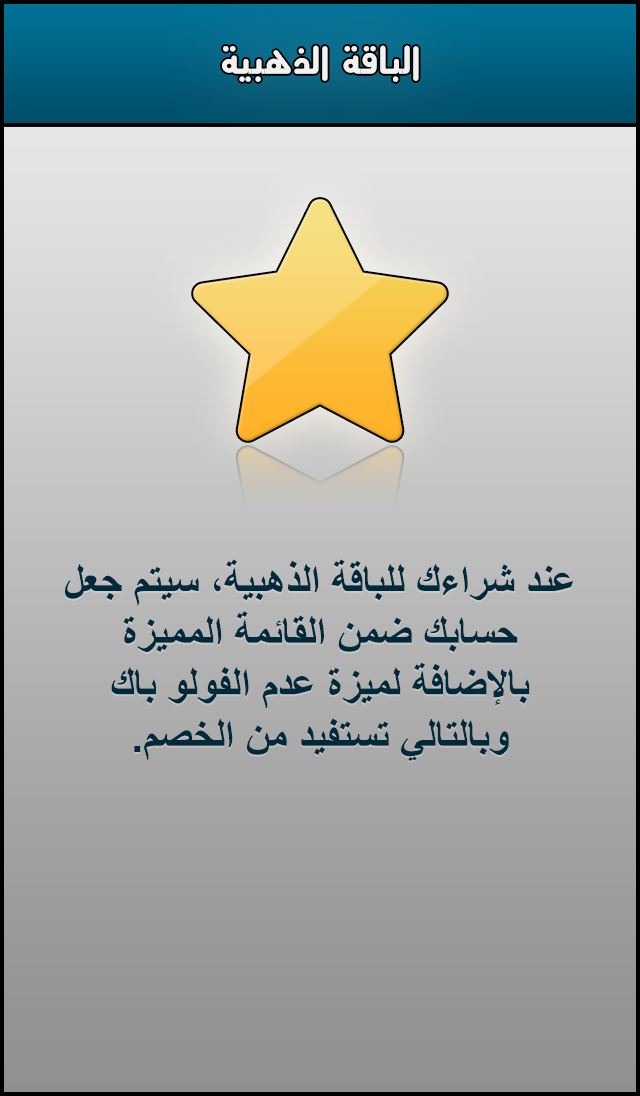 الباقة الذهبية
عند شراءك للباقة الذهبية، سيتم جعل
حسابك ضمن القائمة المميزة
بالإضافة لميزة عدم الفولو باك
وبالتالي تستفيد من الخصم.